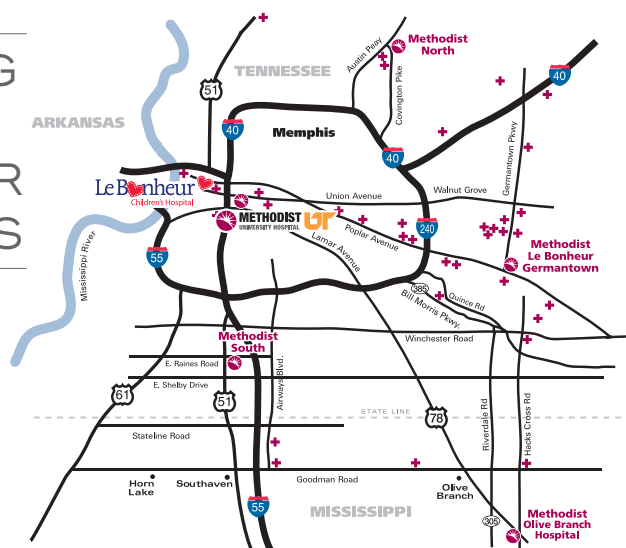 G
R
S
TENNESSEE
ARKANSAS
MISSISSIPPI
Memphis
Mississippi River
51
40
40
40
240
55
55
61
51
78
385
305
Austin Peay
Covington Pike
Methodist
North
Germantown Pkwy
Walnut Grove
Union Avenue
Poplar Avenue
Lamar Avenue
Le Bonheur
Children's Hospital
METHODIST
UNIVERSITY HOSPITAL
UT
Methodist
Le Bonheur
Germantown
Quince Rd
Bill Morris Pkwy.
Winchester Road
Methodist
South
E. Raines Road
E. Shelby Drive
Airways Blvd.
STATE LINE
Stateline Road
Riverdale Rd
Hacks Cross Rd
Goodman Road
Horn
Lake
Southaven
Olive
Branch
Methodist
Olive Branch
Hospital